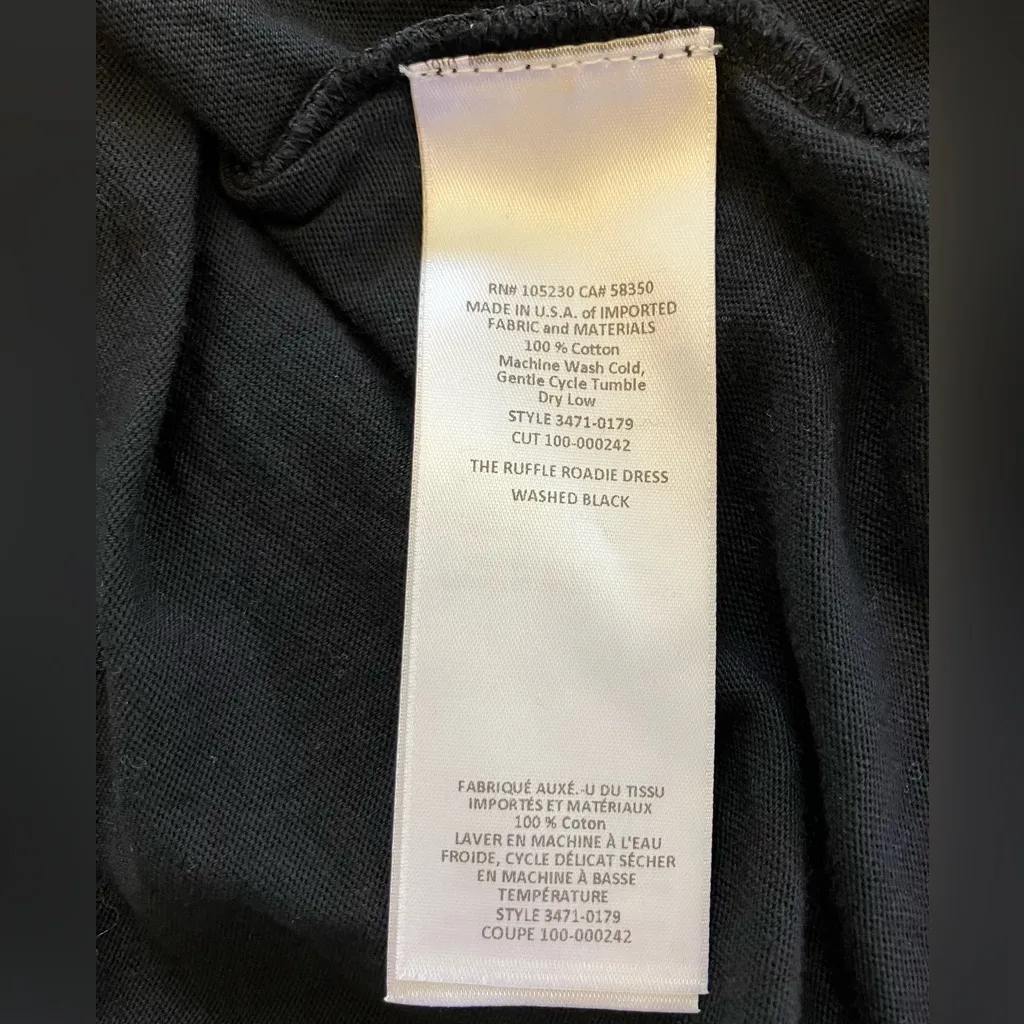 RN# 105230 CA# 58350
MADE IN U.S.A. of IMPORTED
FABRIC and MATERIALS
100 % Cotton
Machine Wash Cold,
Gentle Cycle Tumble
Dry Low
STYLE 3471-0179
CUT 100-000242
THE RUFFLE ROADIE DRESS
WASHED BLACK
FABRIQUÉ AUXÉ.-U DU TISSU
IMPORTÉS ET MATÉRIAUX
100 % Coton
LAVER EN MACHINE À L'EAU
FROIDE, CYCLE DÉLICAT SÉCHER
EN MACHINE À BASSE
TEMPÉRATURE
STYLE 3471-0179
COUPE 100-000242